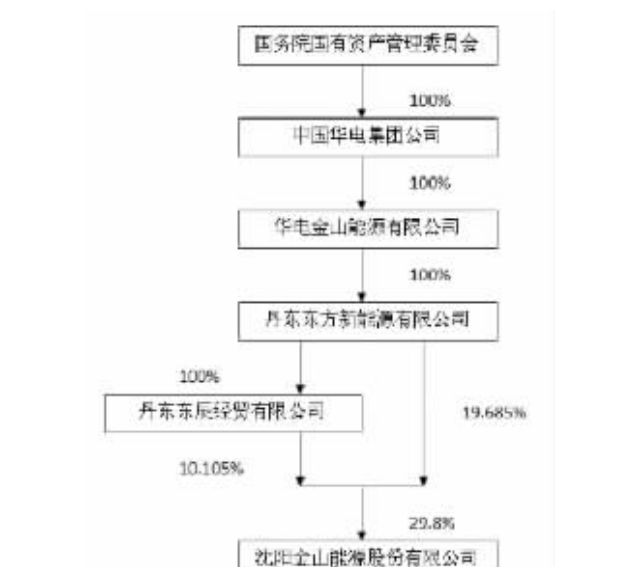 国务院国有资产管理委员会
100%
中国华电集团公司
100%
华电金山能源有限公司
100%
丹东东方新能源有限公司
100%
丹东东辰经贸有限公司
19.685%
10.105%
29.8%
沈阳金山能源股份有限公司